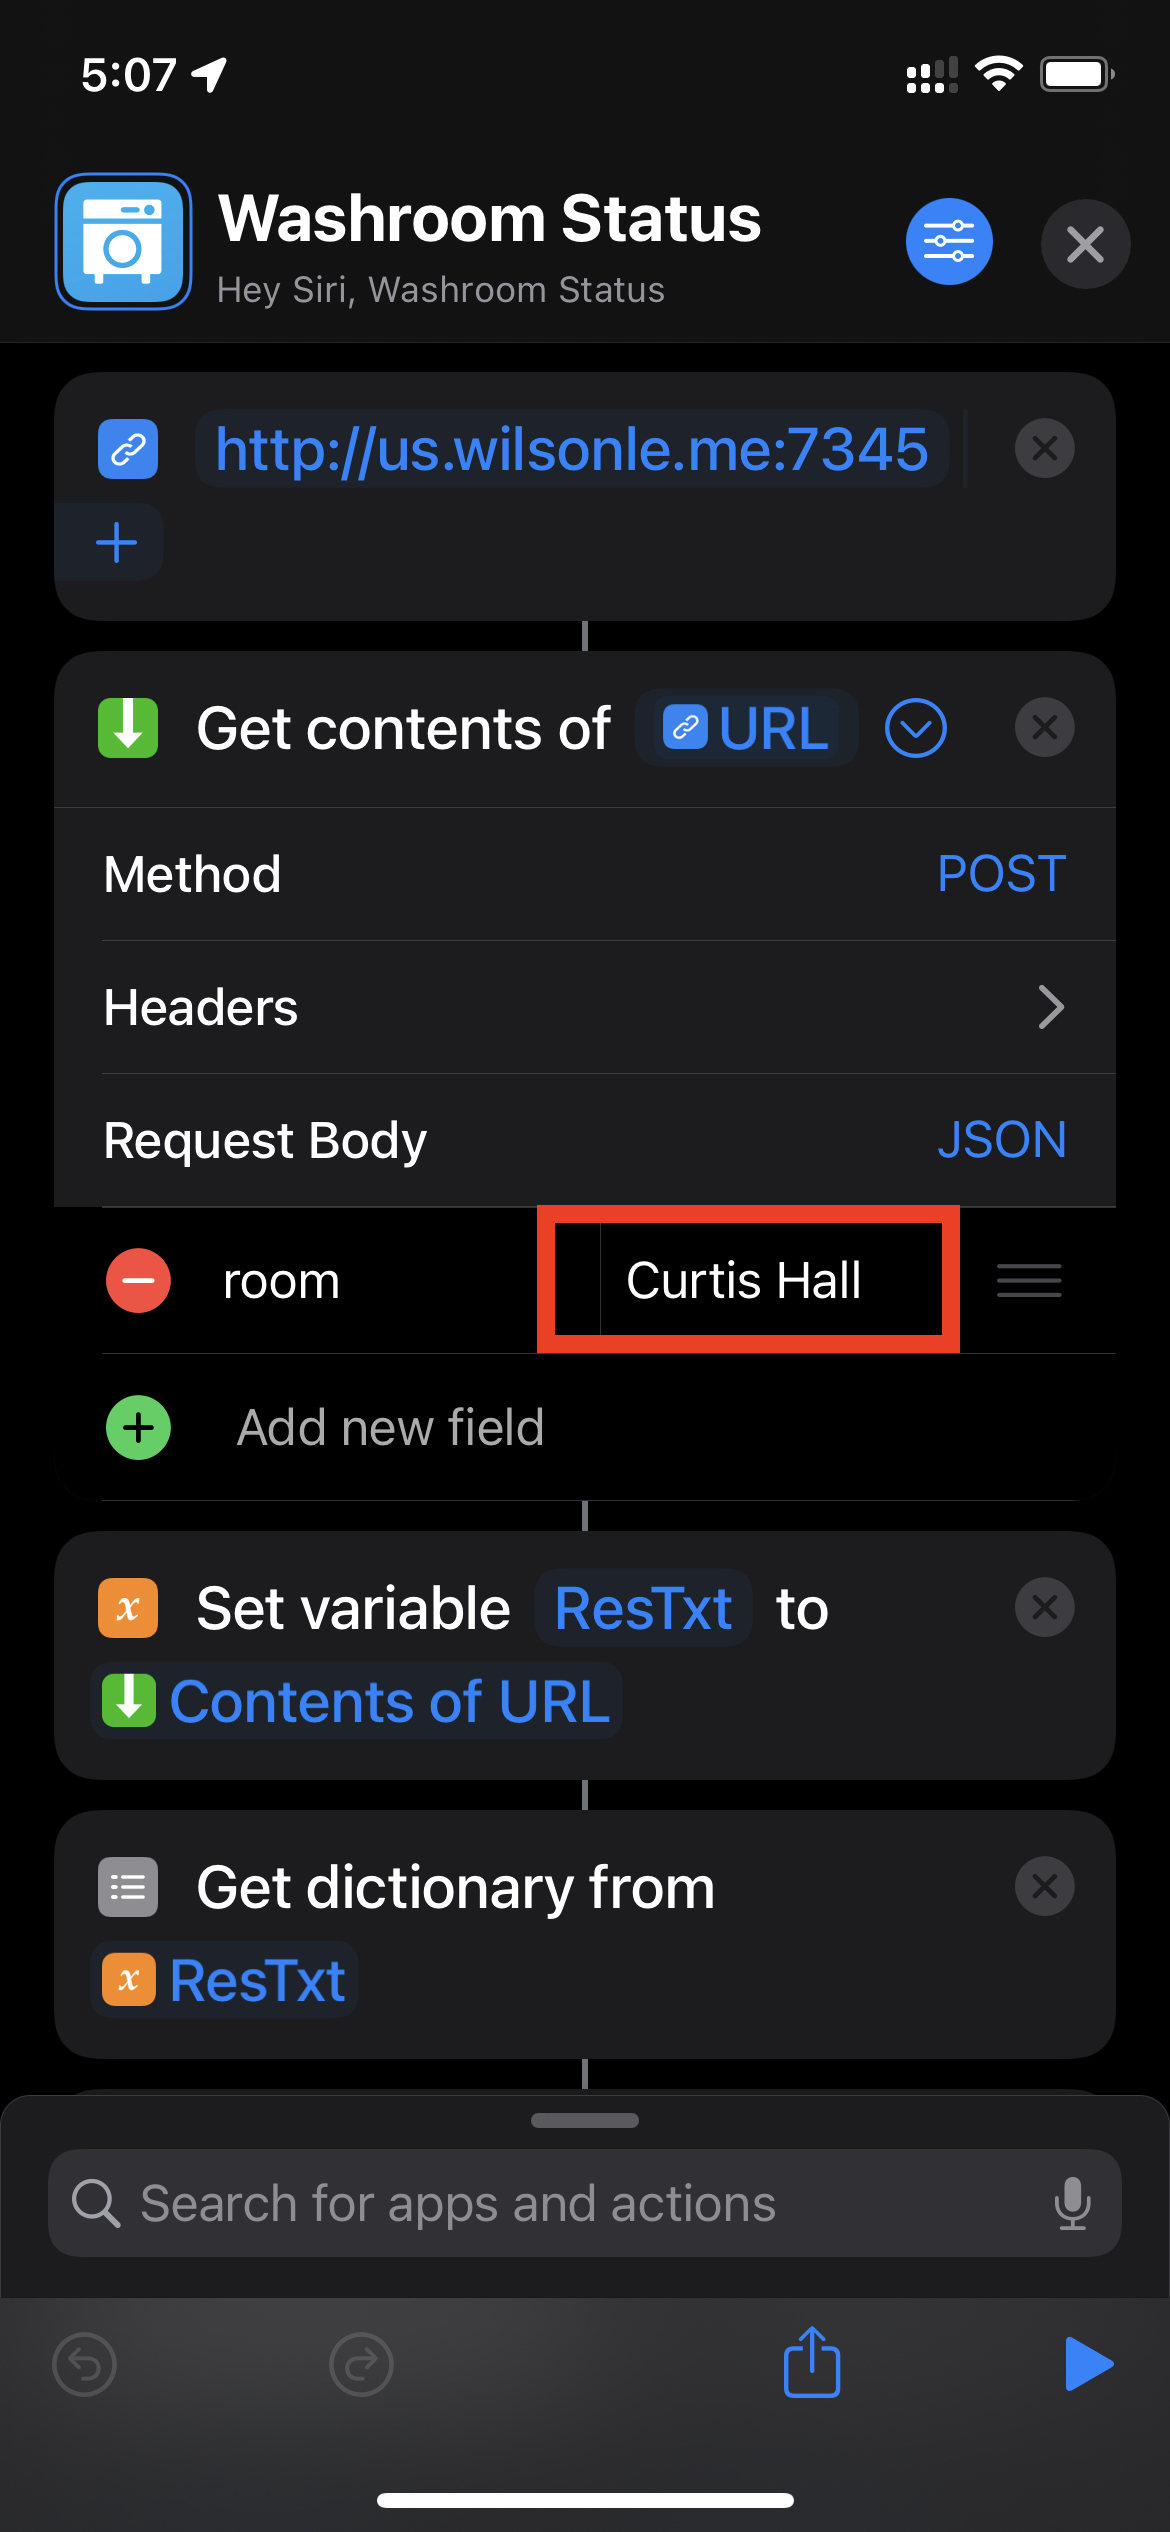 5:07
Washroom Status
Hey Siri, Washroom Status
http://us.wilsonle.me:7345
Get contents of URL
Method POST
Headers
Request Body JSON
room Curtis Hall
Add new field
x Set variable ResTxt to
Contents of URL
Get dictionary from
x ResTxt
Search for apps and actions